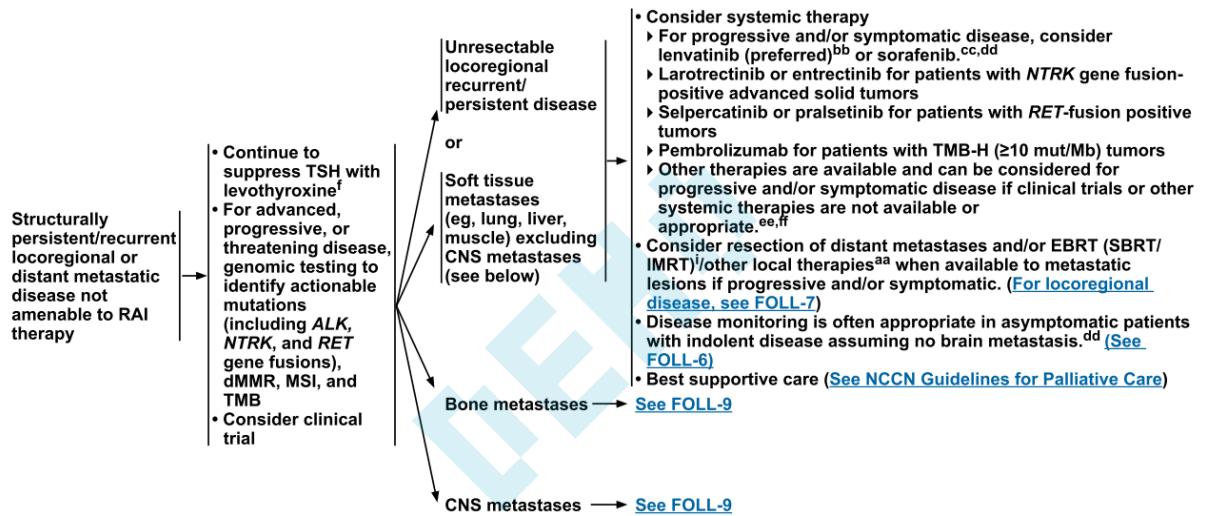 Structurally
persistent/recurrent
locoregional or
distant metastatic
disease not
amenable to RAI
therapy
• Continue to
suppress TSH with
levothyroxineᶠ
• For advanced,
progressive, or
threatening disease,
genomic testing to
identify actionable
mutations
(including ALK,
NTRK, and RET
gene fusions),
dMMR, MSI, and
TMB
• Consider clinical
trial
Unresectable
locoregional
recurrent/
persistent disease
or
Soft tissue
metastases
(eg, lung, liver,
muscle) excluding
CNS metastases
(see below)
• Consider systemic therapy
▸ For progressive and/or symptomatic disease, consider
lenvatinib (preferred)ᵇᵇ or sorafenib.ᶜᶜ,ᵈᵈ
▸ Larotrectinib or entrectinib for patients with NTRK gene fusion-
positive advanced solid tumors
▸ Selpercatinib or pralsetinib for patients with RET-fusion positive
tumors
▸ Pembrolizumab for patients with TMB-H (≥10 mut/Mb) tumors
▸ Other therapies are available and can be considered for
progressive and/or symptomatic disease if clinical trials or other
systemic therapies are not available or
appropriate.ᵉᵉ,ᶠᶠ
• Consider resection of distant metastases and/or EBRT (SBRT/
IMRT)ⁱ/other local therapiesᵃᵃ when available to metastatic
lesions if progressive and/or symptomatic. (For locoregional
disease, see FOLL-7)
• Disease monitoring is often appropriate in asymptomatic patients
with indolent disease assuming no brain metastasis.ᵈᵈ (See
FOLL-6)
• Best supportive care (See NCCN Guidelines for Palliative Care)
Bone metastases
See FOLL-9
CNS metastases
See FOLL-9